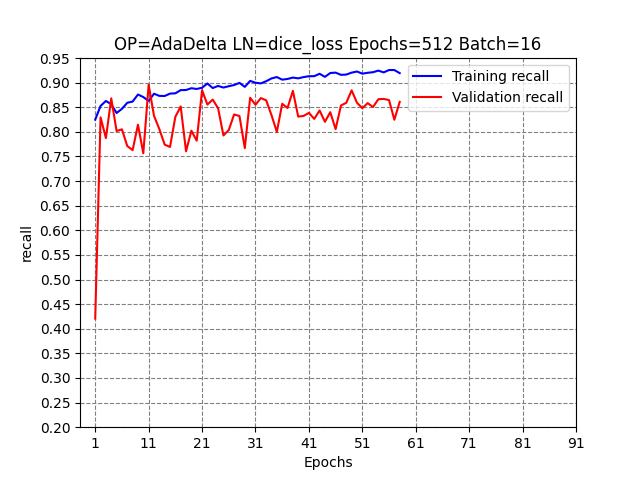 OP=AdaDelta LN=dice_loss Epochs=512 Batch=16
0.95
0.90
0.85
0.80
0.75
0.70
0.65
0.60
0.55
0.50
0.45
0.40
0.35
0.30
0.25
0.20
recall
Training recall
Validation recall
1 11 21 31 41 51 61 71 81 91
Epochs